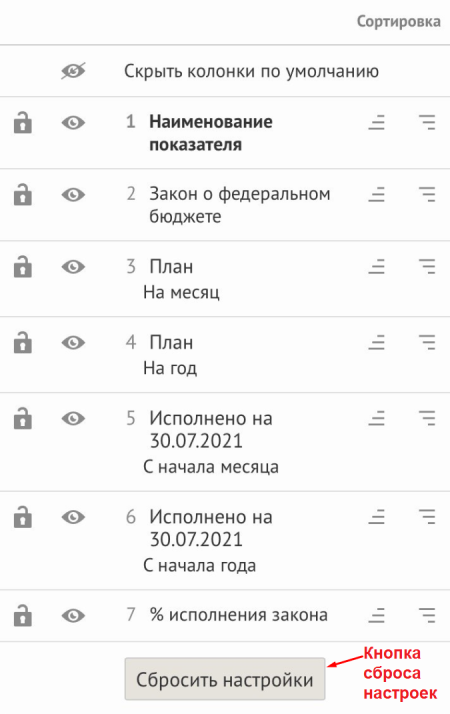 Сортировка
Скрыть колонки по умолчанию
1 Наименование
показателя
2 Закон о федеральном
бюджете
3 План
На месяц
4 План
На год
5 Исполнено на
30.07.2021
С начала месяца
6 Исполнено на
30.07.2021
С начала года
7 % исполнения закона
Сбросить настройки
Кнопка
сброса
настроек